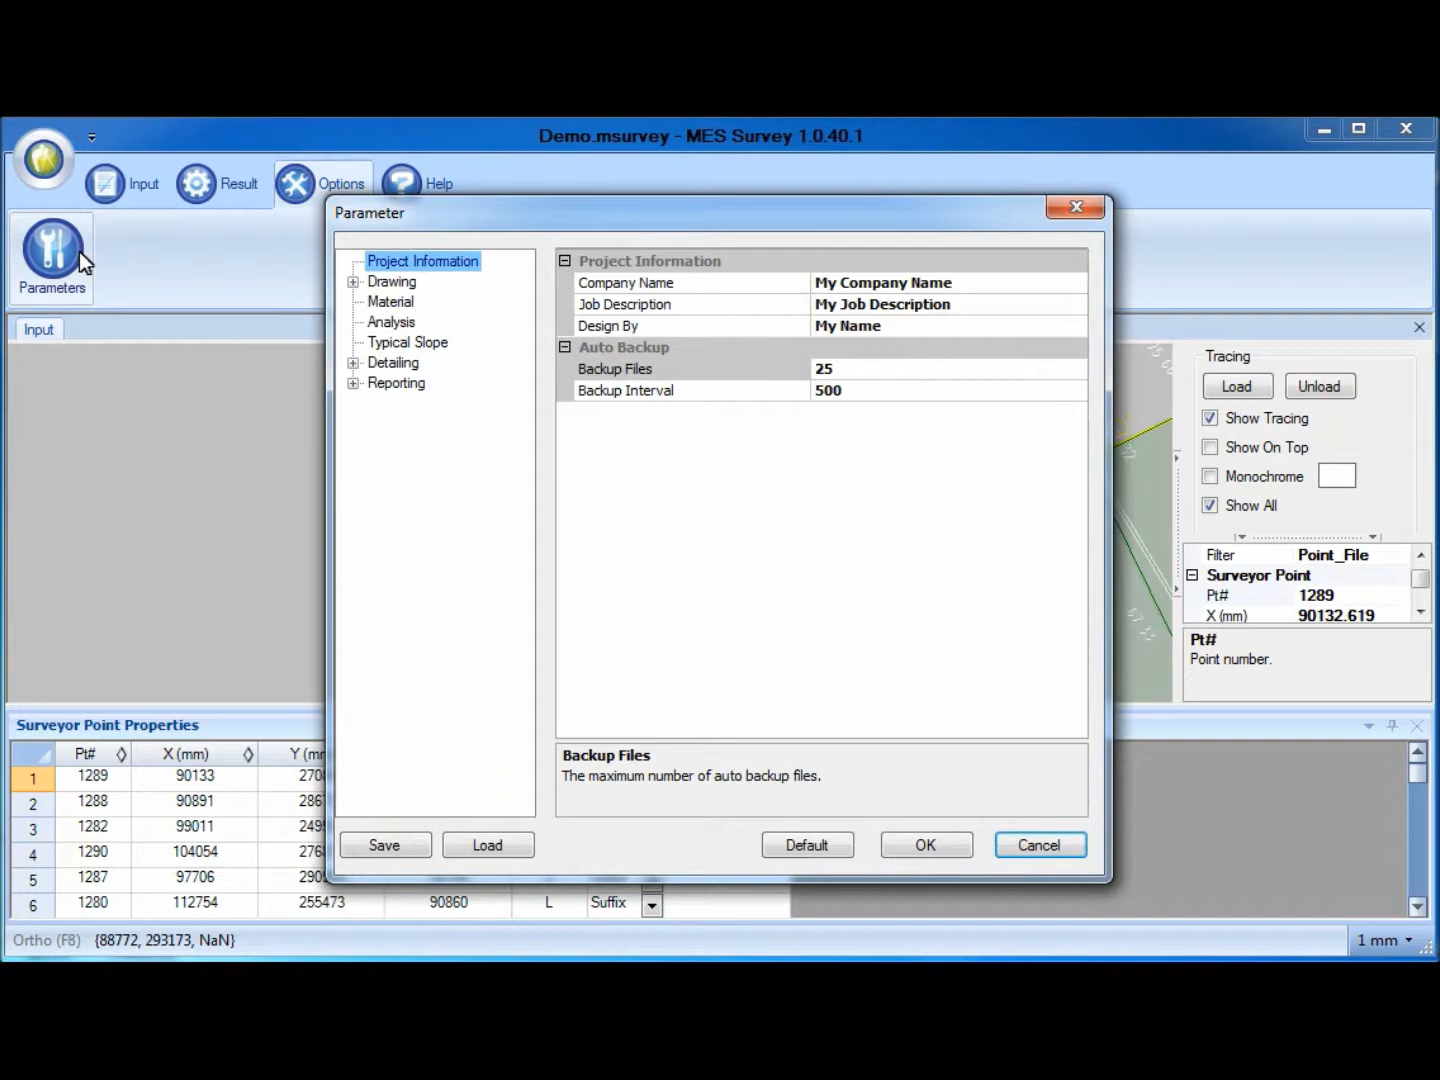 Demo.msurvey - MES Survey 1.0.40.1
Input Result Options Help
Parameters
Input
Parameter
Project Information
Drawing
Material
Analysis
Typical Slope
Detailing
Reporting
Project Information
Company Name My Company Name
Job Description My Job Description
Design By My Name
Auto Backup
Backup Files 25
Backup Interval 500
Backup Files
The maximum number of auto backup files.
Save Load Default OK Cancel
Tracing
Load Unload
Show Tracing
Show On Top
Monochrome
Show All
Filter Point_File
Surveyor Point
Pt# 1289
X (mm) 90132.619
Pt#
Point number.
Surveyor Point Properties
Pt# X (mm) Y (mm
1 1289 90133 270
2 1288 90891 286
3 1282 99011 249
4 1290 104054 276
5 1287 97706 290
6 1280 112754 255473 90860 L Suffix
Ortho (F8) {88772, 293173, NaN}
1 mm